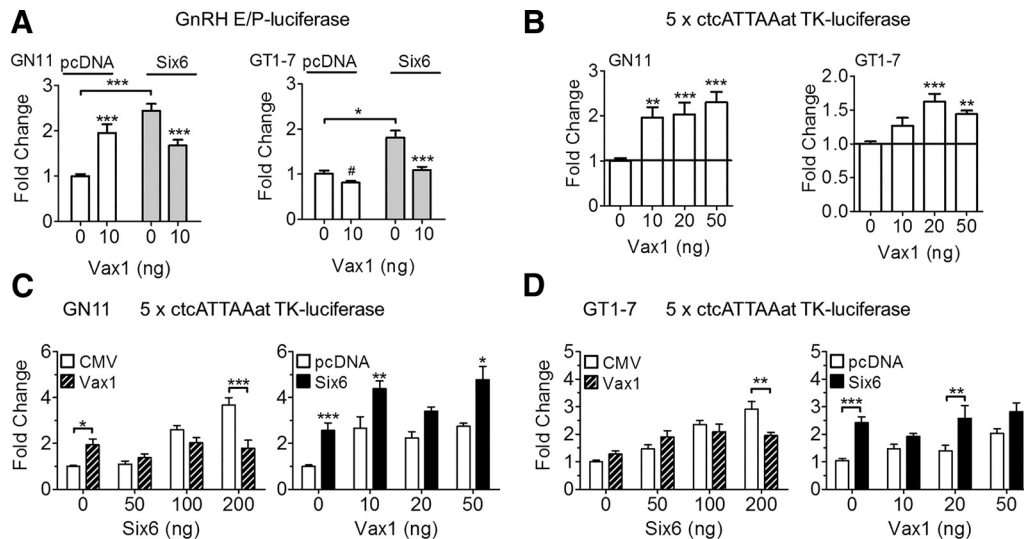 A
GnRH E/P-luciferase
GN11 pcDNA Six6
Fold Change
3
2
1
0
***
***
***
0 10 0 10
Vax1 (ng)
GT1-7 pcDNA Six6
Fold Change
3
2
1
0
*
#
***
0 10 0 10
Vax1 (ng)
B
5 x ctcATTAAat TK-luciferase
GN11
Fold Change
3
2
1
0
** *** ***
0 10 20 50
Vax1 (ng)
GT1-7
Fold Change
2.0
1.5
1.0
0.5
0.0
*** **
0 10 20 50
Vax1 (ng)
C
GN11 5 x ctcATTAAat TK-luciferase
Fold Change
6
4
2
0
CMV
Vax1
* ***
0 50 100 200
Six6 (ng)
6
4
2
0
pcDNA
Six6
*** ** *
0 10 20 50
Vax1 (ng)
D
GT1-7 5 x ctcATTAAat TK-luciferase
Fold Change
5
4
3
2
1
0
CMV
Vax1
**
0 50 100 200
Six6 (ng)
5
4
3
2
1
0
pcDNA
Six6
*** **
0 10 20 50
Vax1 (ng)